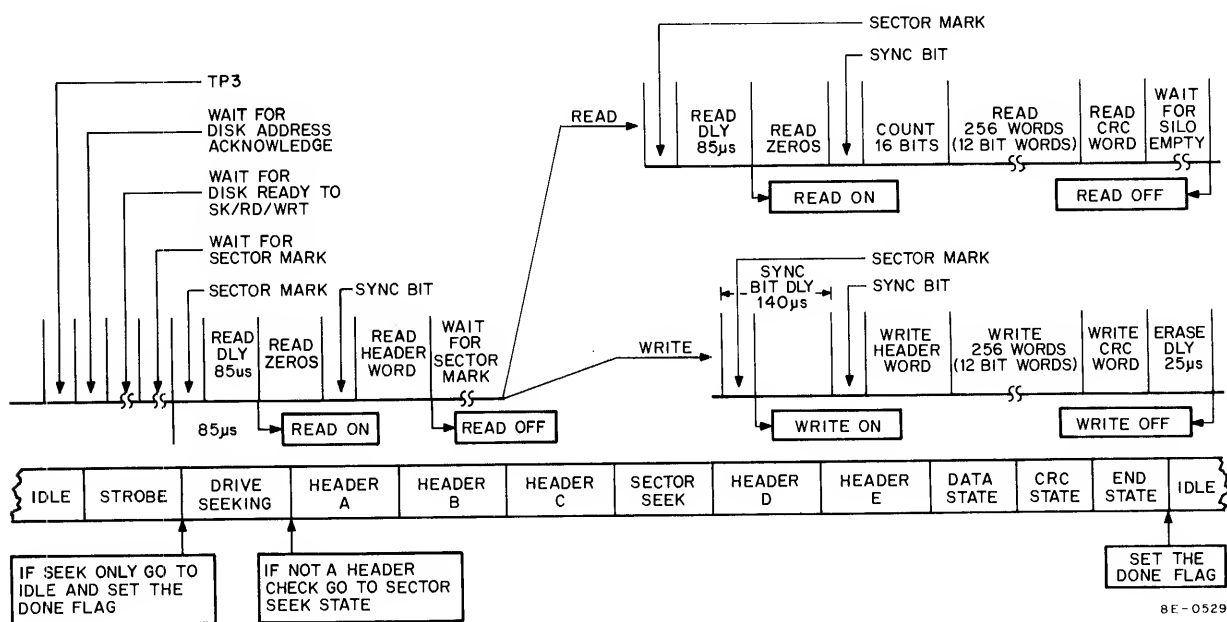 SECTOR MARK
SYNC BIT
READ
READ
DLY
85µs
READ
ZEROS
COUNT
16 BITS
READ
256 WORDS
(12 BIT WORDS)
READ
CRC
WORD
WAIT
FOR
SILO
EMPTY
READ ON
READ OFF
TP3
WAIT FOR
DISK ADDRESS
ACKNOWLEDGE
WAIT FOR
DISK READY TO
SK/RD/WRT
WAIT FOR
SECTOR MARK
SECTOR MARK
SYNC BIT
READ
DLY
85us
READ
ZEROS
READ
HEADER
WORD
WAIT
FOR
SECTOR
MARK
85µs
READ ON
READ OFF
WRITE
SECTOR MARK
SYNC
BIT DLY
140µs
SYNC BIT
WRITE
HEADER
WORD
WRITE
256 WORDS
(12 BIT WORDS)
WRITE
CRC
WORD
ERASE
DLY
25µs
WRITE ON
WRITE OFF
IDLE
STROBE
DRIVE
SEEKING
HEADER
A
HEADER
B
HEADER
C
SECTOR
SEEK
HEADER
D
HEADER
E
DATA
STATE
CRC
STATE
END
STATE
IDLE
IF SEEK ONLY GO TO
IDLE AND SET THE
DONE FLAG
IF NOT A HEADER
CHECK GO TO SECTOR
SEEK STATE
SET THE
DONE FLAG
8E-0529